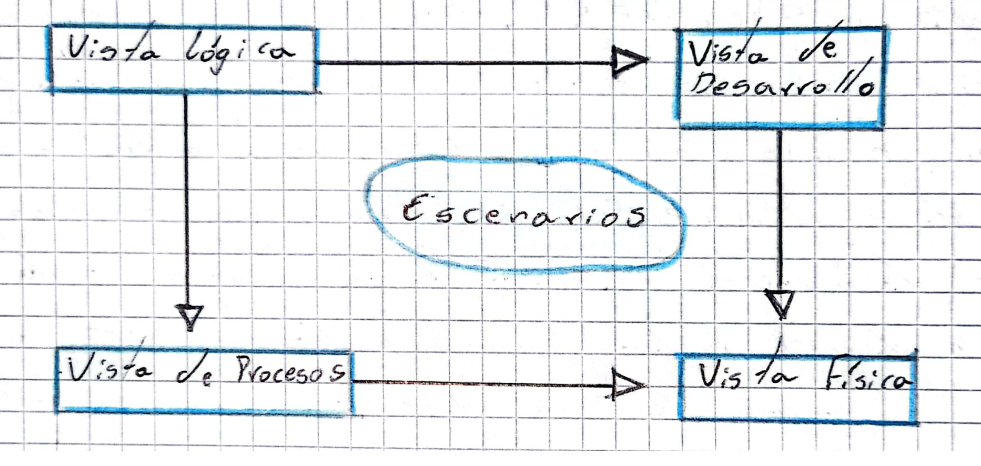 Vista Lógica
Vista de
Desarrollo
Escenarios
Vista de Procesos
Vista Física